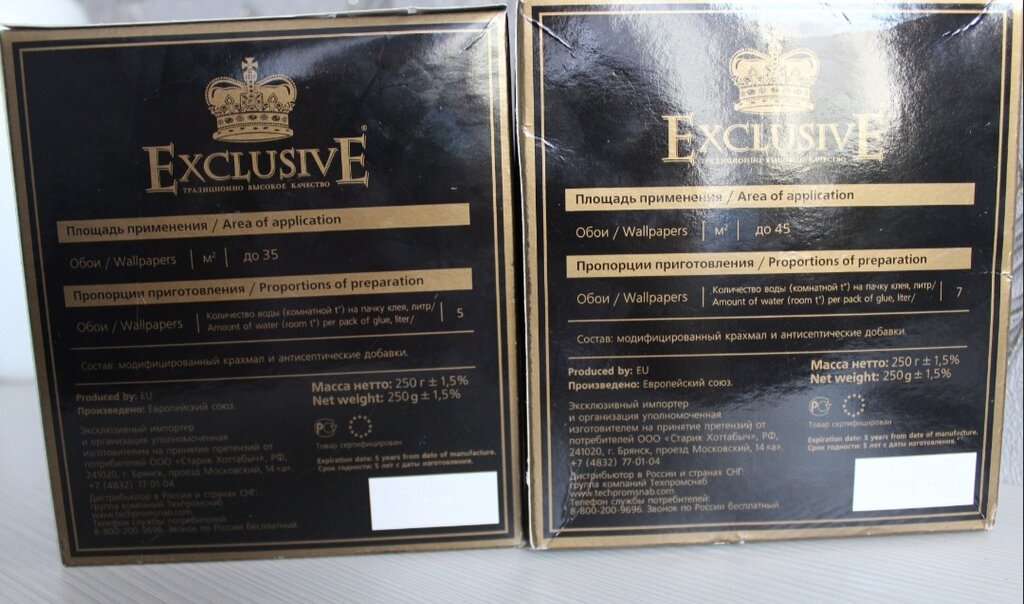 EXCLUSIVE®
ТРАДИЦИОННО ВЫСОКОЕ КАЧЕСТВО
Площадь применения / Area of application
Обои / Wallpapers | м² | до 35
Пропорции приготовления / Proportions of preparation
Обои / Wallpapers | Количество воды (комнатной t°) на пачку клея, литр/ | 5
Amount of water (room t°) per pack of glue, liter/
Состав: модифицированный крахмал и антисептические добавки.
Produced by: EU
Произведено: Европейский союз.
Масса нетто: 250 г ± 1,5%
Net weight: 250 g ± 1,5%
Эксклюзивный импортер
и организация уполномоченная
изготовителем на принятие претензий от
потребителей ООО «Старик Хоттабыч», РФ,
241020, г. Брянск, проезд Московский, 14 «а».
+7 (4832) 77-01-04
Товар сертифицирован
Expiration date: 5 years from date of manufacture.
Срок годности: 5 лет с даты изготовления.
Дистрибьютор в России и странах СНГ:
группа компаний Техпромснаб
www.techpromsnab.com
Телефон службы потребителей:
8-800-200-9696. Звонок по России бесплатный
EXCLUSIVE
ТРАДИЦИОННО ВЫСОКОЕ КАЧЕСТВО
Площадь применения / Area of application
Обои / Wallpapers | м² | до 45
Пропорции приготовления / Proportions of preparation
Обои / Wallpapers | Количество воды (комнатной t°) на пачку клея, литр/ | 7
Amount of water (room t°) per pack of glue, liter/
Состав: модифицированный крахмал и антисептические добавки.
Produced by: EU
Произведено: Европейский союз.
Масса нетто: 250 г ± 1,5%
Net weight: 250 g ± 1,5%
Эксклюзивный импортер
и организация уполномоченная
изготовителем на принятие претензий от
потребителей ООО «Старик Хоттабыч», РФ,
241020, г. Брянск, проезд Московский, 14 «а».
+7 (4832) 77-01-04
РСТ
Товар сертифицирован
Expiration date: 5 years from date of manufacture.
Срок годности: 5 лет с даты изготовления.
Дистрибьютор в России и странах СНГ:
группа компаний Техпромснаб
www.techpromsnab.com
Телефон службы потребителей:
8-800-200-9696. Звонок по России бесплатный